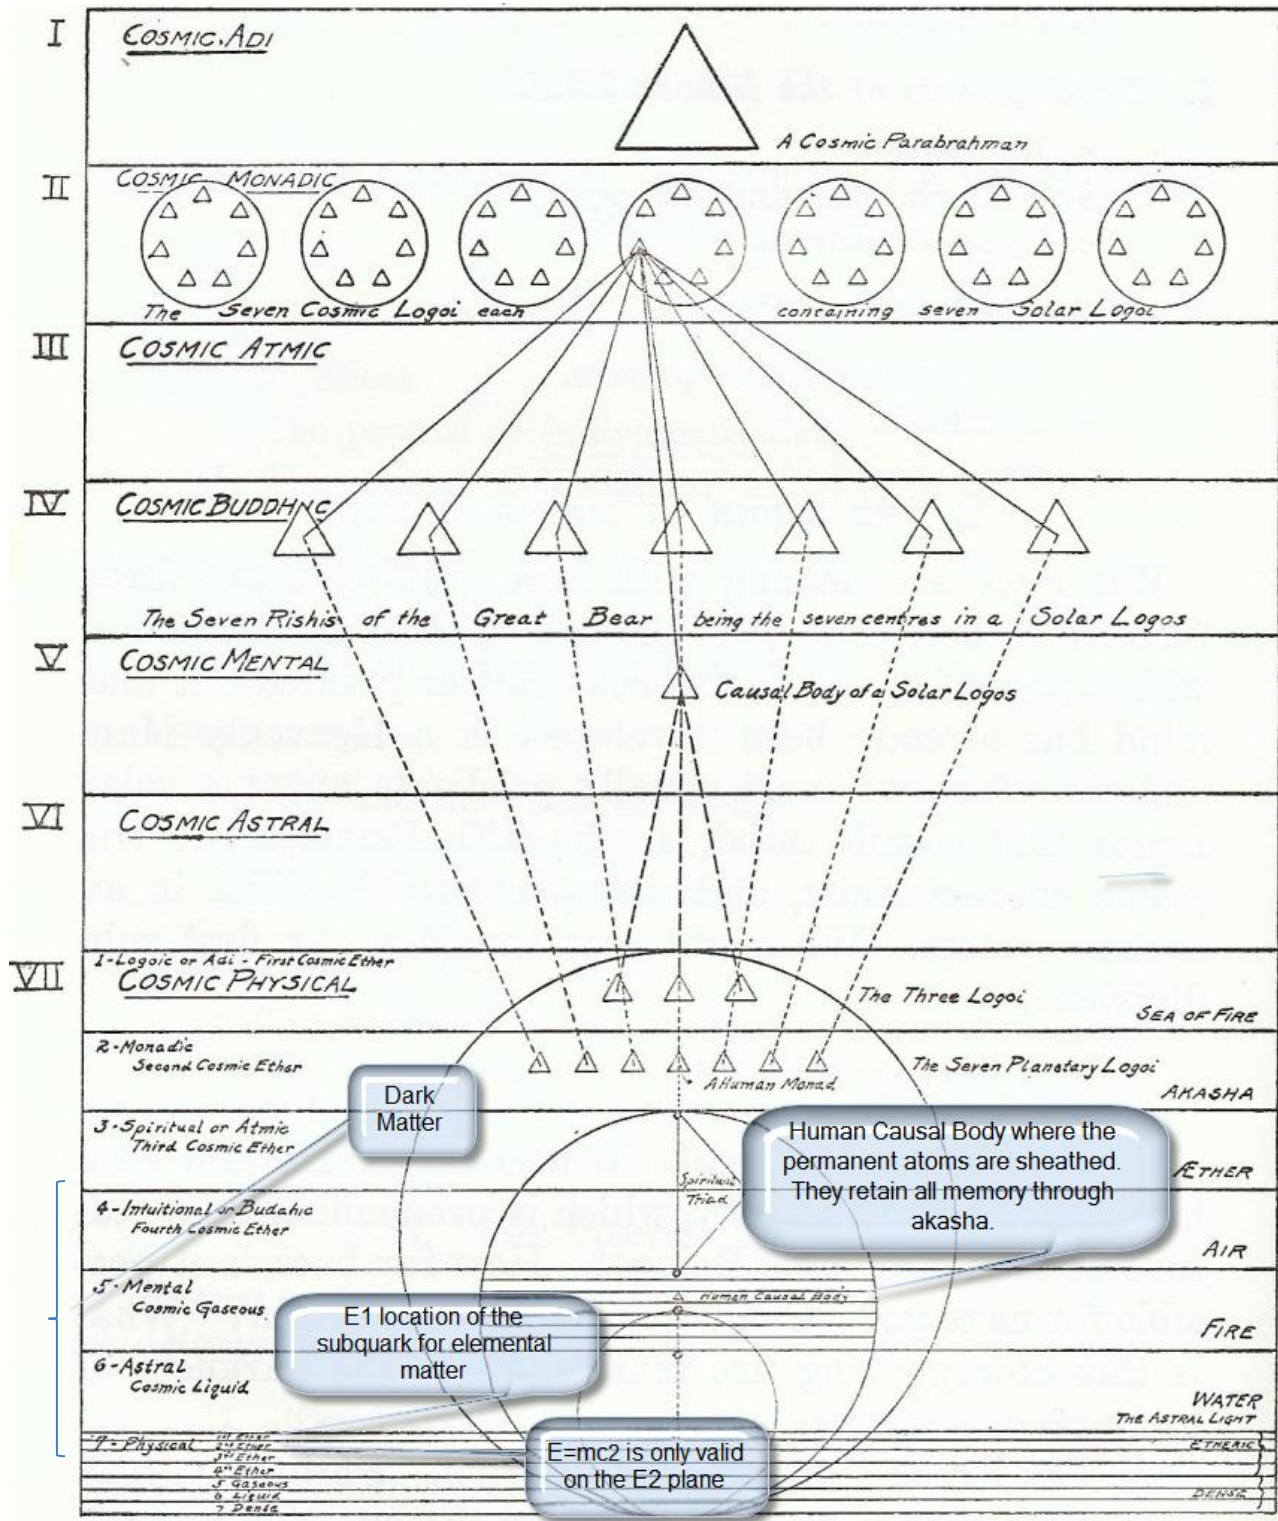 I
COSMIC ADI
A Cosmic Parabrahman
II
COSMIC MONADIC
The Seven Cosmic Logoi each containing seven Solar Logoi
III
COSMIC ATMIC
IV
COSMIC BUDDHIC
The Seven Rishis of the Great Bear being the seven centres in a Solar Logos
V
COSMIC MENTAL
Causal Body of a Solar Logos
VI
COSMIC ASTRAL
VII
1-Logoic or Adi - First Cosmic Ether
COSMIC PHYSICAL
The Three Logoi
SEA OF FIRE
2-Monadic
Second Cosmic Ether
A Human Monad
The Seven Planetary Logoi
AKASHA
Dark
Matter
3-Spiritual or Atmic
Third Cosmic Ether
Spiritual
Triad
Human Causal Body where the
permanent atoms are sheathed.
They retain all memory through
akasha.
ÆTHER
4-Intuitional or Budahic
Fourth Cosmic Ether
AIR
5-Mental
Cosmic Gaseous
Human Causal Body
FIRE
E1 location of the
subquark for elemental
matter
6-Astral
Cosmic Liquid
WATER
THE ASTRAL LIGHT
7-Physical
1st Ether
2nd Ether
3rd Ether
4th Ether
5 Gaseous
6 Liquid
7 Dense
E=mc2 is only valid
on the E2 plane
ETHERIC
DENSE